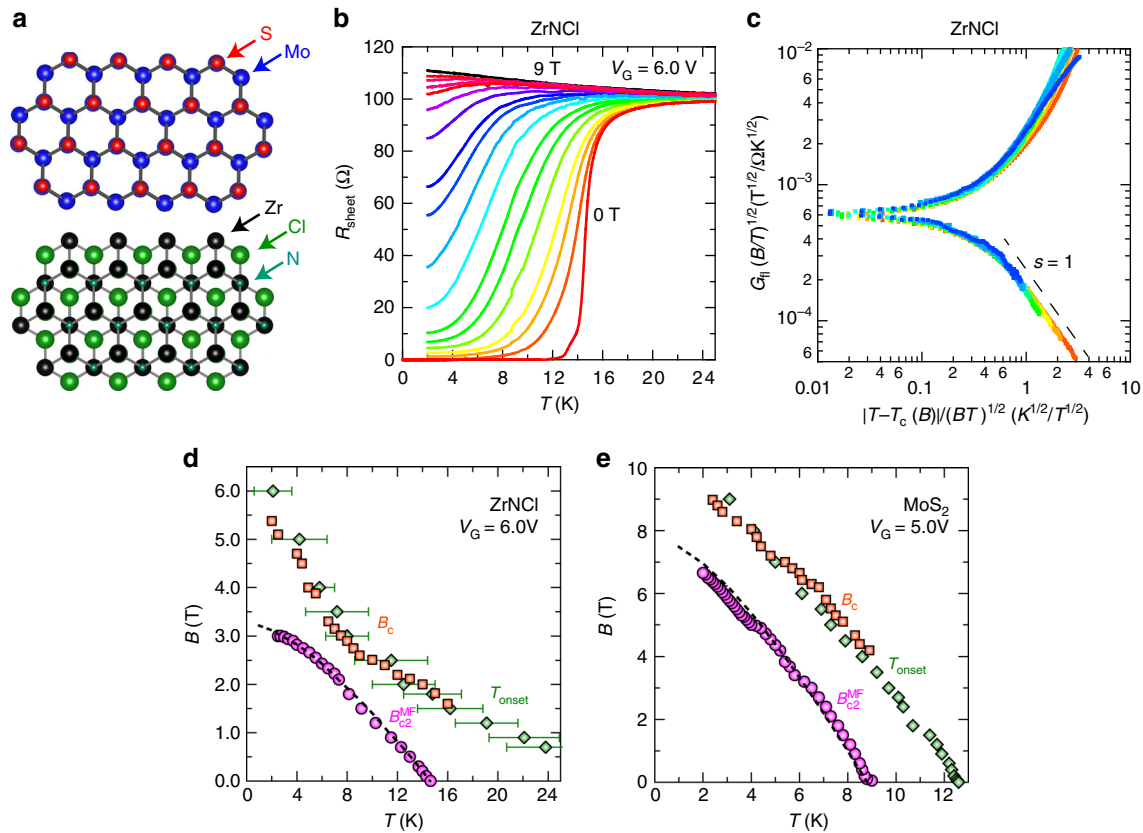 a
S
Mo
Zr
Cl
N
b
ZrNCl
120
100
80
60
40
20
0
R_sheet (Ω)
9 T
V_G = 6.0 V
0 T
0 4 8 12 16 20 24
T (K)
c
ZrNCl
10⁻²
10⁻³
6
4
2
10⁻⁴
6
G_fl (B/T)^1/2 (T^1/2/ΩK^1/2)
s = 1
0.01 2 4 6 0.1 2 4 6 1 2 4 6 10
|T–T_c (B)|/(BT)^1/2 (K^1/2/T^1/2)
d
ZrNCl
V_G = 6.0V
6.0
5.0
4.0
3.0
2.0
1.0
0.0
B (T)
B_c
T_onset
B_c2^MF
0 4 8 12 16 20 24
T (K)
e
MoS₂
V_G = 5.0V
10
8
6
4
2
0
B (T)
B_c
T_onset
B_c2^MF
0 2 4 6 8 10 12
T (K)